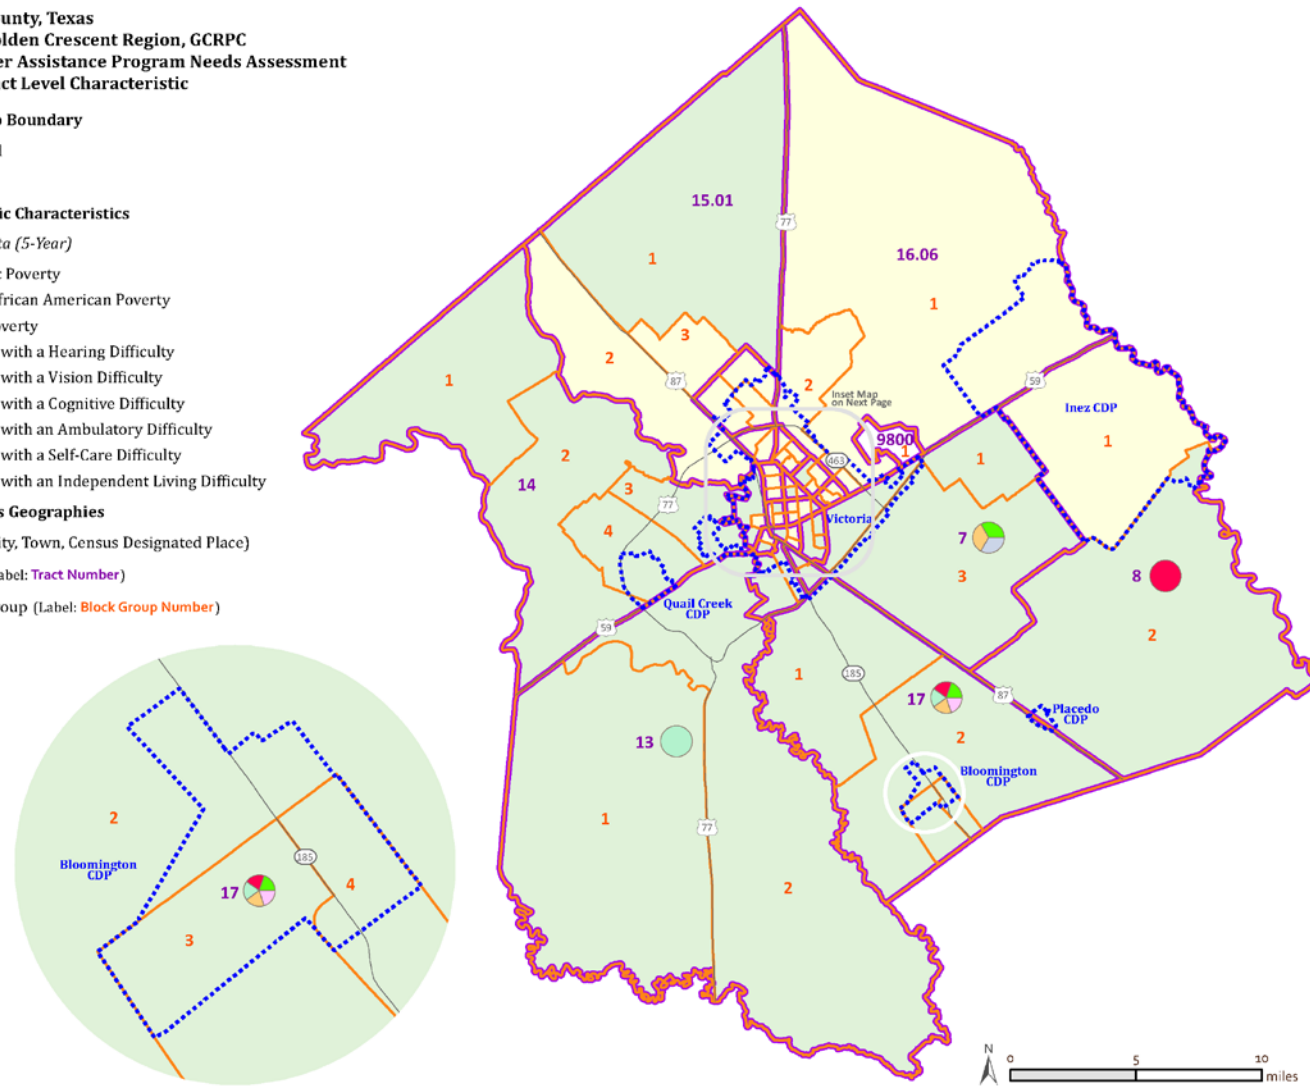 unty, Texas
olden Crescent Region, GCRPC
er Assistance Program Needs Assessment
act Level Characteristic
o Boundary
ic Characteristics
ta (5-Year)
c Poverty
frican American Poverty
overty
with a Hearing Difficulty
with a Vision Difficulty
with a Cognitive Difficulty
with an Ambulatory Difficulty
with a Self-Care Difficulty
with an Independent Living Difficulty
s Geographies
ity, Town, Census Designated Place)
abel: Tract Number)
roup (Label: Block Group Number)
15.01
77
16.06
1
1
3
2
87
1
2
Inset Map
on Next Page
59
Inez CDP
1
9800
1
463
1
2
14
3
77
4
Victoria
7
3
8
2
Quail Creek
CDP
59
1
185
17
87
Placedo
CDP
2
13
Bloomington
CDP
1
77
2
2
Bloomington
CDP
185
17
4
3
N
0
5
10
miles